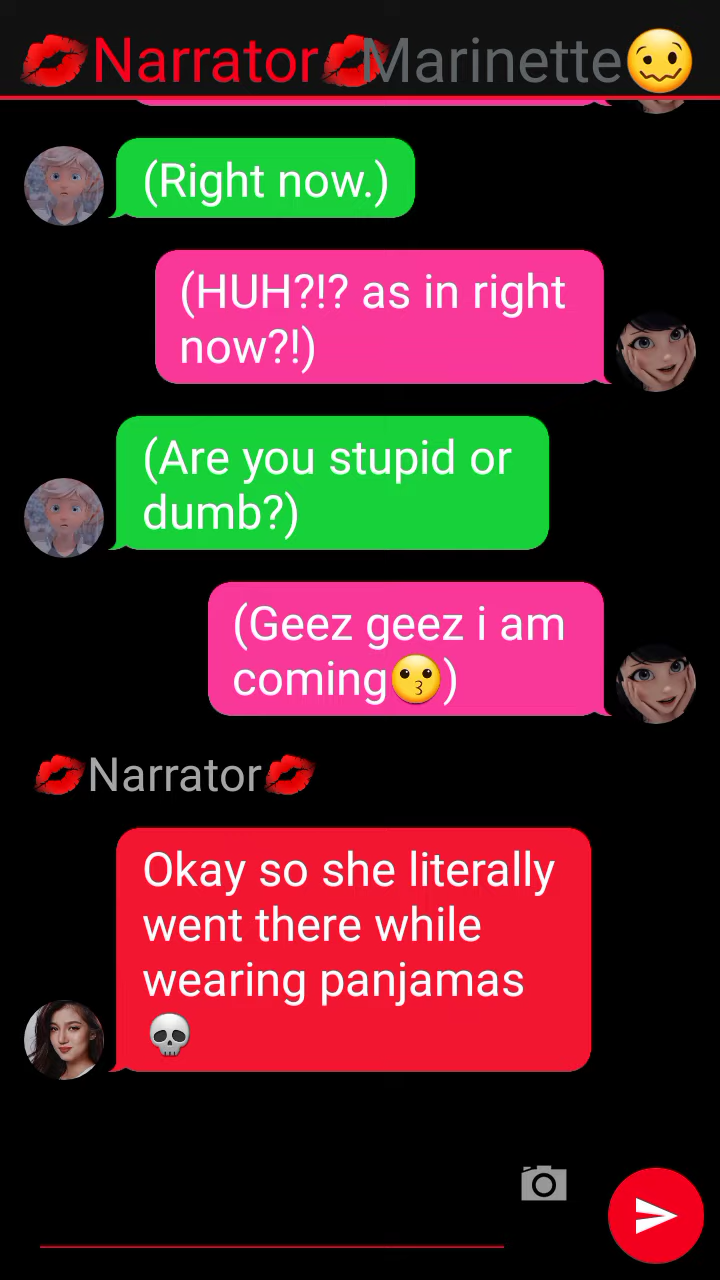 💋Narrator💋Marinette🥴
(Right now.)
(HUH?!? as in right
now?!)
(Are you stupid or
dumb?)
(Geez geez i am
coming😗)
💋Narrator💋
Okay so she literally
went there while
wearing panjamas
💀